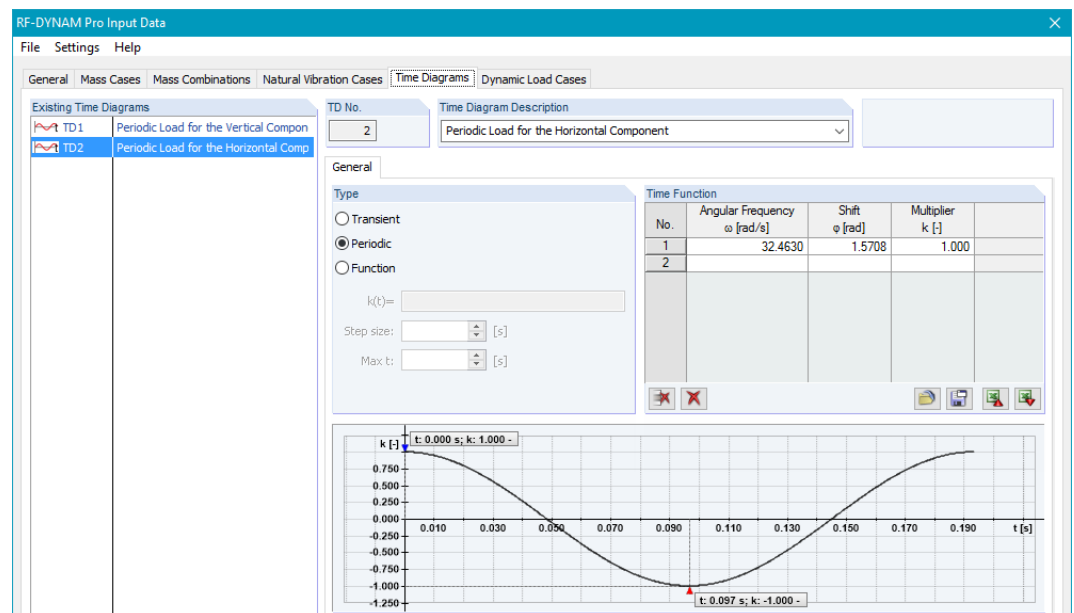 RF-DYNAM Pro Input Data
File Settings Help
General Mass Cases Mass Combinations Natural Vibration Cases Time Diagrams Dynamic Load Cases
Existing Time Diagrams
TD1 Periodic Load for the Vertical Compon
TD2 Periodic Load for the Horizontal Comp
TD No.
2
Time Diagram Description
Periodic Load for the Horizontal Component
General
Type
Transient
Periodic
Function
k(t)=
Step size: [s]
Max t: [s]
Time Function
No. Angular Frequency ω [rad/s] Shift φ [rad] Multiplier k [-]
1 32.4630 1.5708 1.000
2
k [-]
t: 0.000 s; k: 1.000 -
0.750
0.500
0.250
0.000
0.010 0.030 0.050 0.070 0.090 0.110 0.130 0.150 0.170 0.190 t [s]
-0.250
-0.500
-0.750
-1.000
t: 0.097 s; k: -1.000 -
-1.250